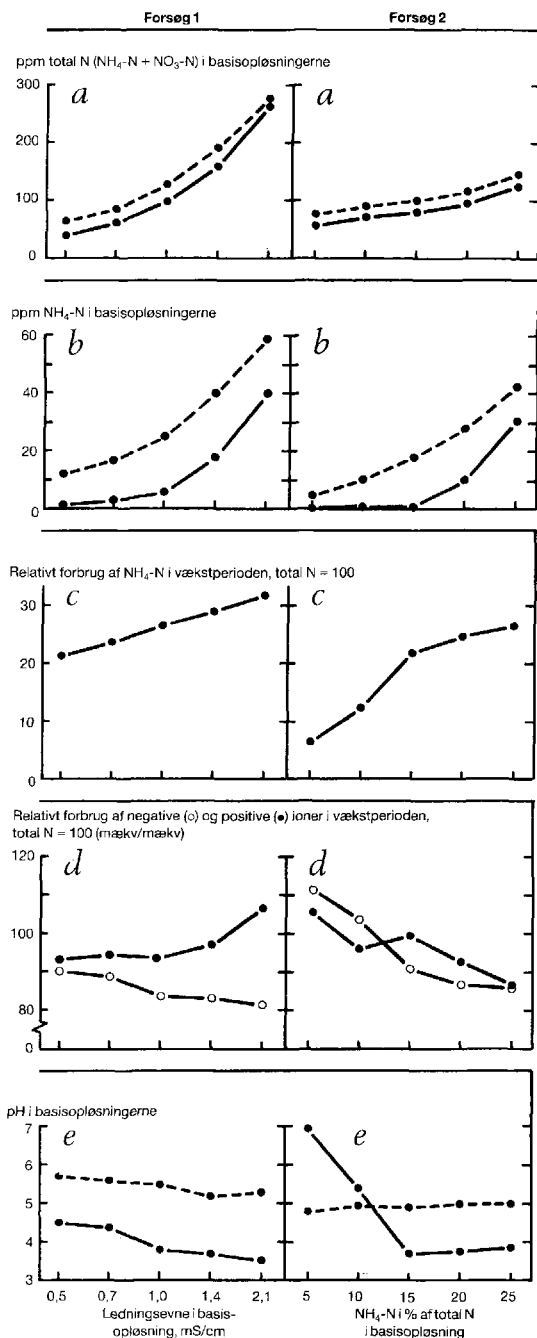 Forsøg 1
Forsøg 2
ppm total N (NH₄-N + NO₃-N) i basisopløsningerne
300
200
100
0
a
a
ppm NH₄-N i basisopløsningerne
60
40
20
0
b
b
Relativt forbrug af NH₄-N i vækstperioden, total N = 100
30
20
10
0
c
c
Relativt forbrug af negative (○) og positive (●) ioner i vækstperioden,
total N = 100 (mækv/mækv)
120
100
80
0
d
d
pH i basisopløsningerne
7
6
5
4
3
e
e
0,5 0,7 1,0 1,4 2,1
5 10 15 20 25
Ledningsevne i basis-
opløsning, mS/cm
NH₄-N i % af total N
i basisopløsning